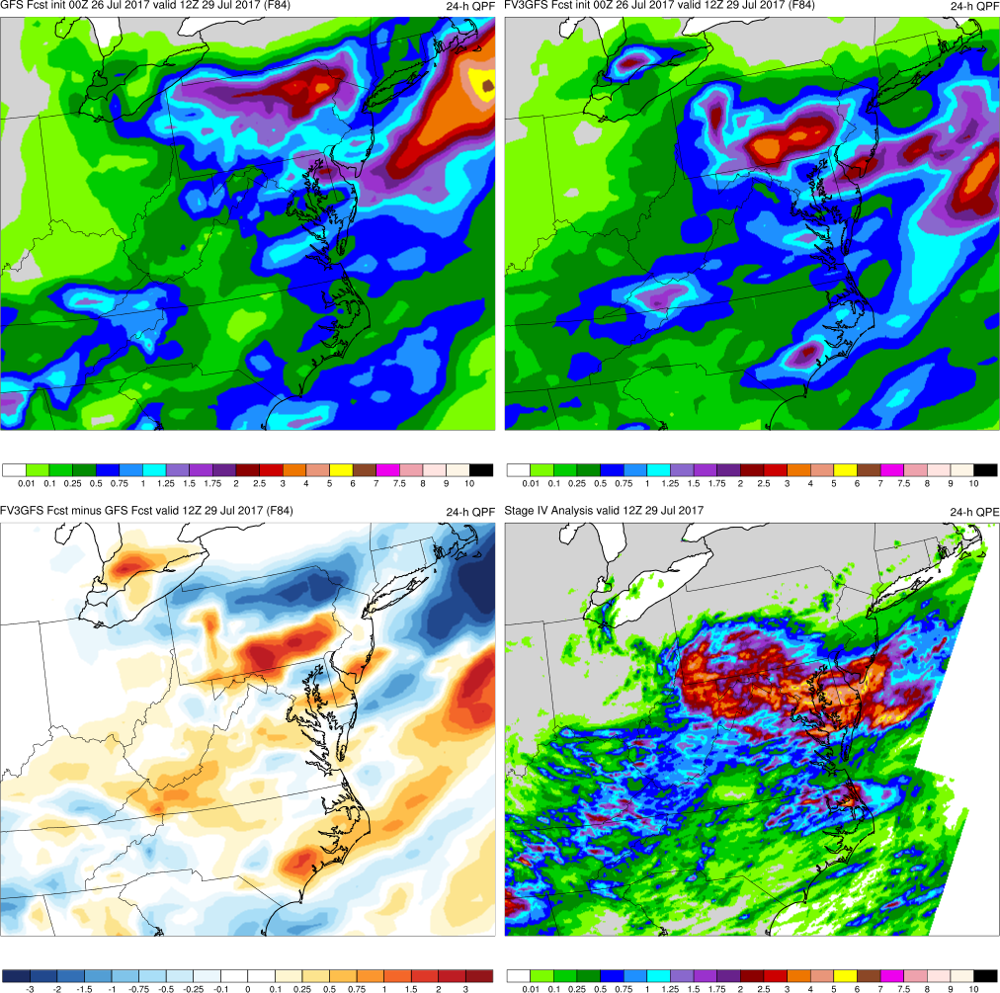 GFS Fcst init 00Z 26 Jul 2017 valid 12Z 29 Jul 2017 (F84) 24-h QPF
FV3GFS Fcst init 00Z 26 Jul 2017 valid 12Z 29 Jul 2017 (F84) 24-h QPF
0.01 0.1 0.25 0.5 0.75 1 1.25 1.5 1.75 2 2.5 3 4 5 6 7 7.5 8 9 10
0.01 0.1 0.25 0.5 0.75 1 1.25 1.5 1.75 2 2.5 3 4 5 6 7 7.5 8 9 10
FV3GFS Fcst minus GFS Fcst valid 12Z 29 Jul 2017 (F84) 24-h QPF
Stage IV Analysis valid 12Z 29 Jul 2017 24-h QPE
-3 -2 -1.5 -1 -0.75 -0.5 -0.25 -0.1 0 0.1 0.25 0.5 0.75 1 1.5 2 3
0.01 0.1 0.25 0.5 0.75 1 1.25 1.5 1.75 2 2.5 3 4 5 6 7 7.5 8 9 10